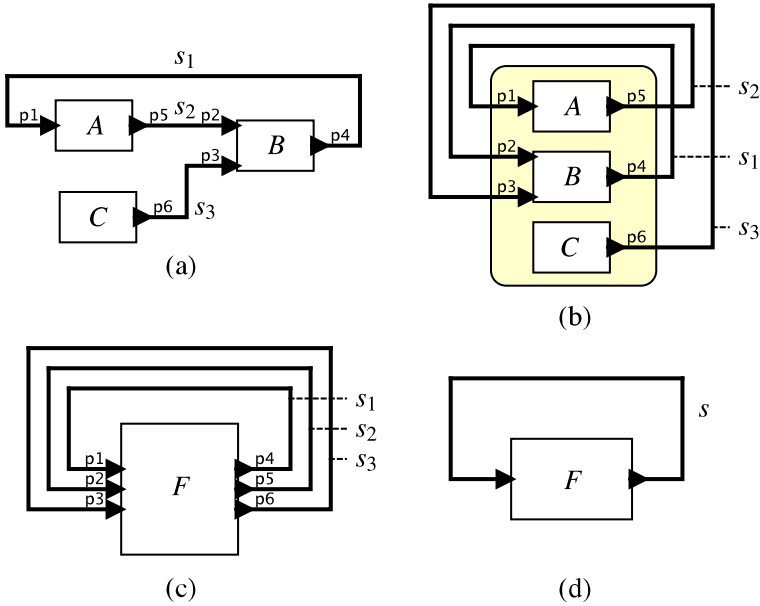 s1
p1 A p5 s2 p2 B p4
p3
C p6 s3
(a)
p1 A p5 s2
p2 B p4 s1
p3
C p6 s3
(b)
s1
p1 p4 s2
p2 F p5 s3
p3 p6
(c)
s
F
(d)